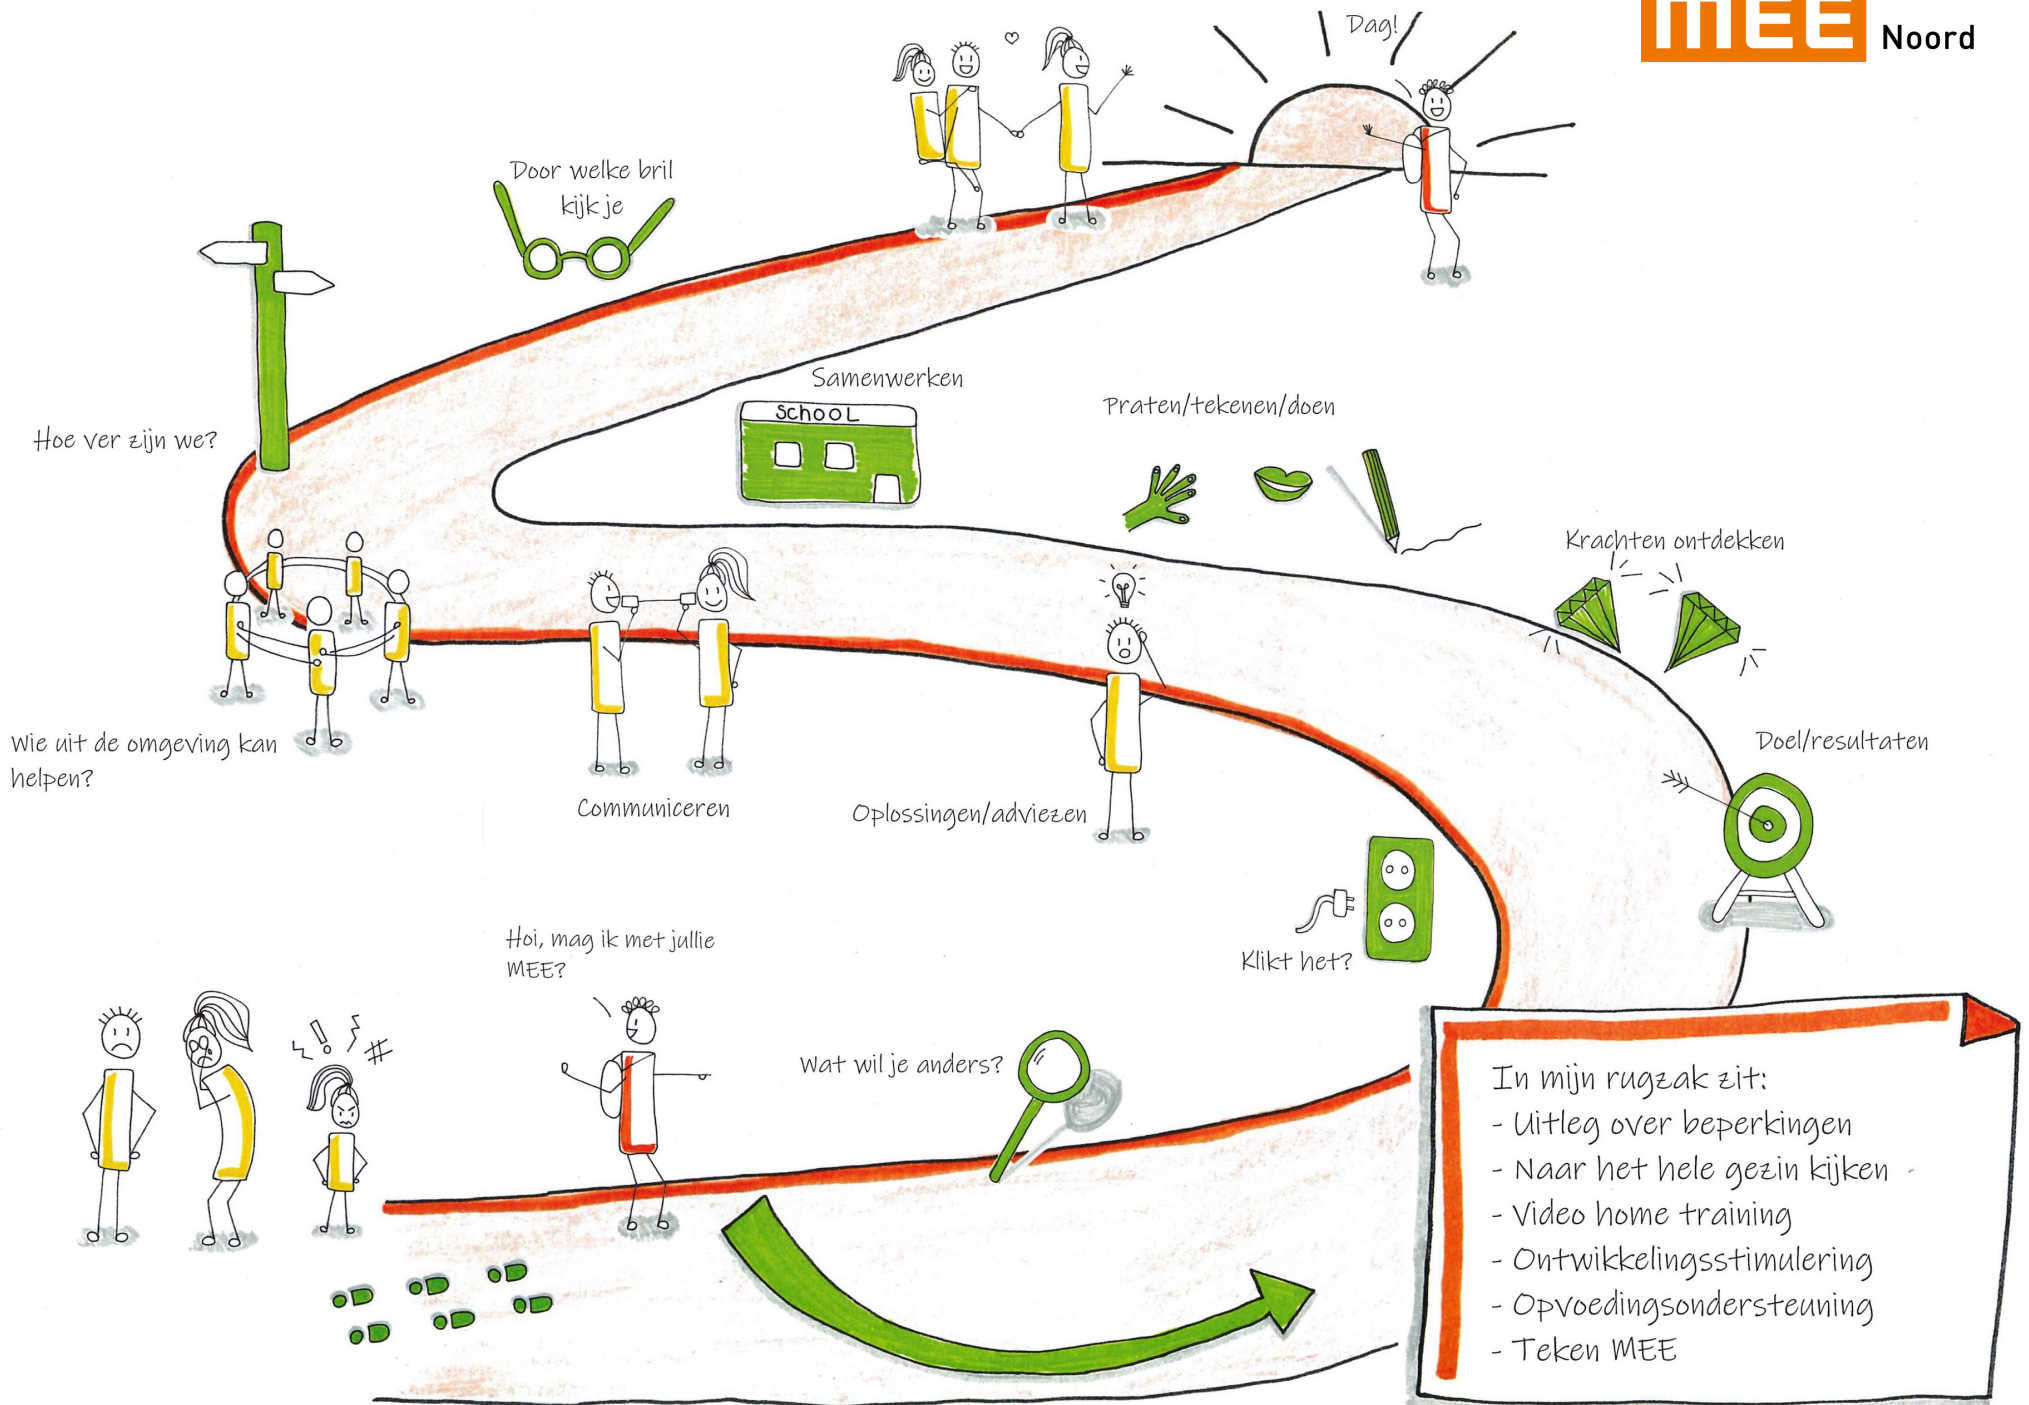 MEE Noord
Dag!
Door welke bril
kijk je
Samenwerken
SCHOOL
Praten/tekenen/doen
Hoe ver zijn we?
Krachten ontdekken
Wie uit de omgeving kan
helpen?
Communiceren
Oplossingen/adviezen
Doel/resultaten
Klikt het?
Hoi, mag ik met jullie
MEE?
Wat wil je anders?
In mijn rugzak zit:
- Uitleg over beperkingen
- Naar het hele gezin kijken
- Video home training
- Ontwikkelingsstimulering
- Opvoedingsondersteuning
- Teken MEE
! #